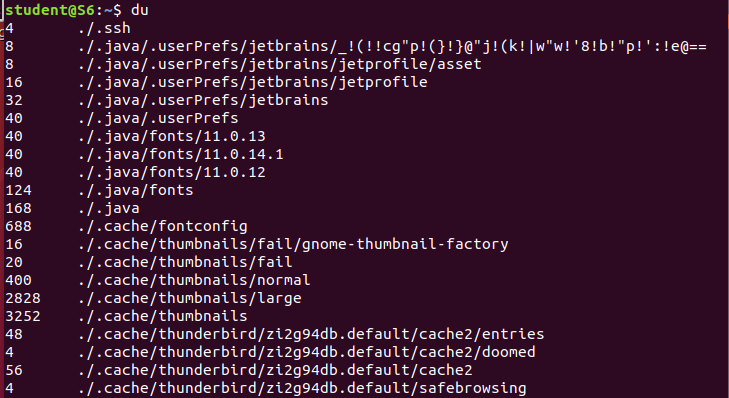 student@S6:~$ du
4 ./.ssh
8 ./.java/.userPrefs/jetbrains/_!(!!cg"p!(}!}@"j!(k!|w"w!'8!b!"p!':!e@==
8 ./.java/.userPrefs/jetbrains/jetprofile/asset
16 ./.java/.userPrefs/jetbrains/jetprofile
32 ./.java/.userPrefs/jetbrains
40 ./.java/.userPrefs
40 ./.java/fonts/11.0.13
40 ./.java/fonts/11.0.14.1
40 ./.java/fonts/11.0.12
124 ./.java/fonts
168 ./.java
688 ./.cache/fontconfig
16 ./.cache/thumbnails/fail/gnome-thumbnail-factory
20 ./.cache/thumbnails/fail
400 ./.cache/thumbnails/normal
2828 ./.cache/thumbnails/large
3252 ./.cache/thumbnails
48 ./.cache/thunderbird/zi2g94db.default/cache2/entries
4 ./.cache/thunderbird/zi2g94db.default/cache2/doomed
56 ./.cache/thunderbird/zi2g94db.default/cache2
4 ./.cache/thunderbird/zi2g94db.default/safebrowsing